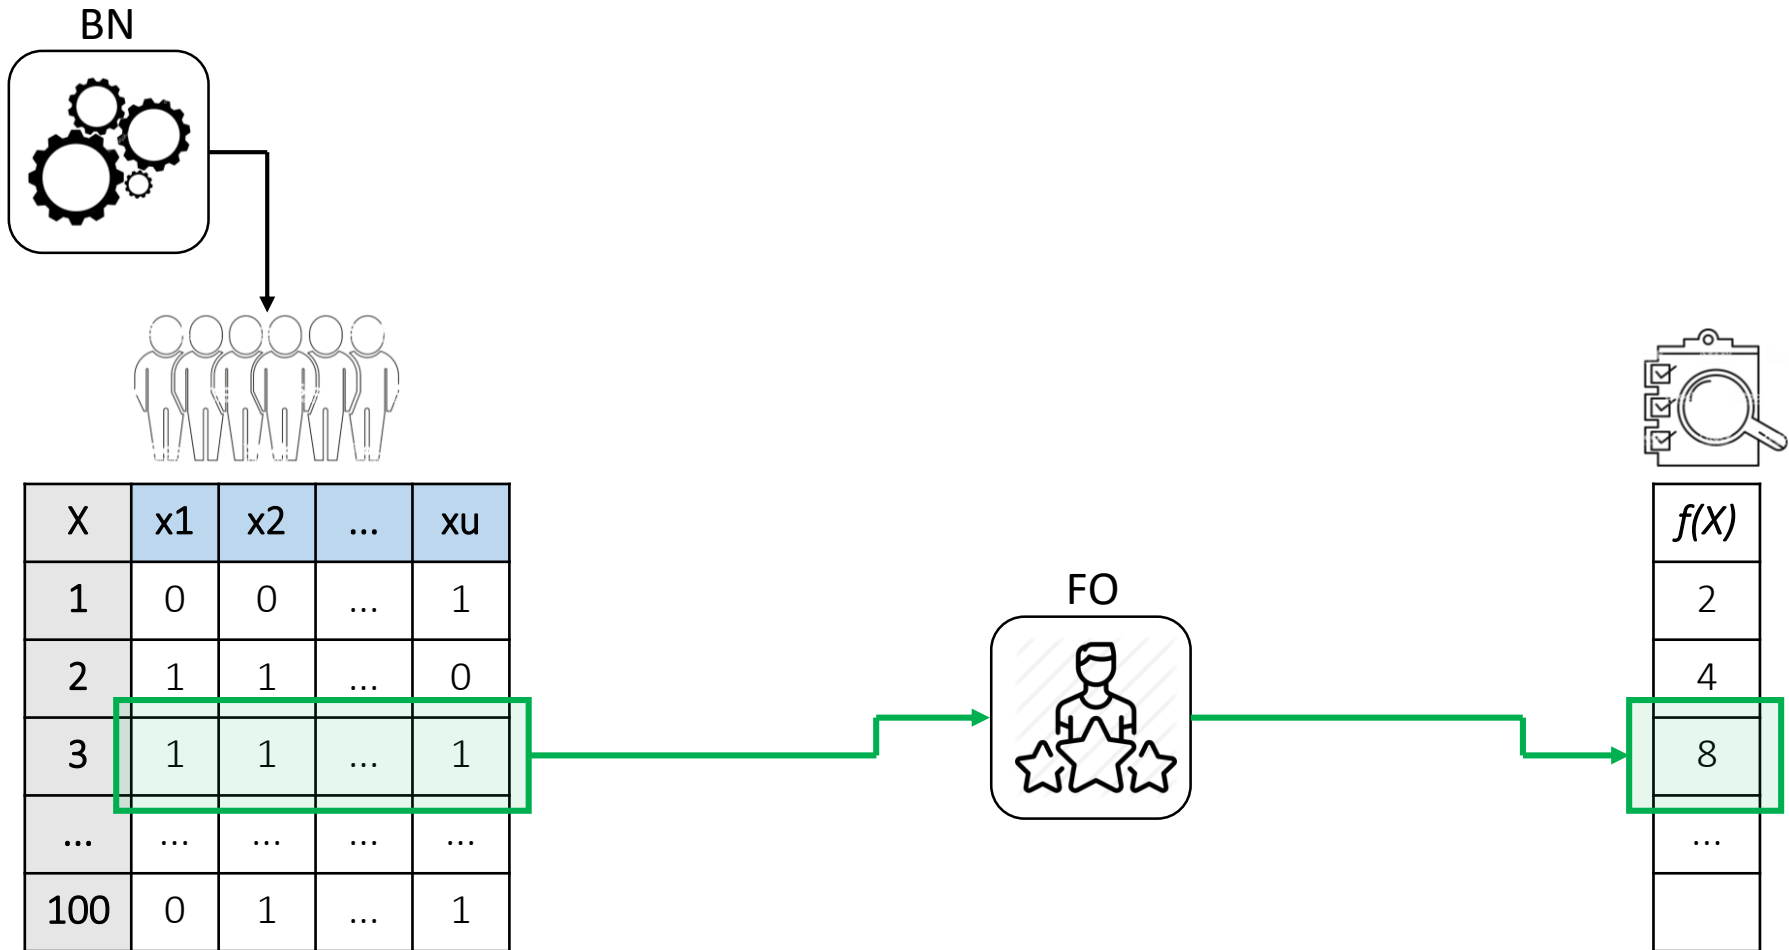 BN
X x1 x2 ... xu
1 0 0 ... 1
2 1 1 ... 0
3 1 1 ... 1
... ... ... ... ...
100 0 1 ... 1
FO
f(X)
2
4
8
...